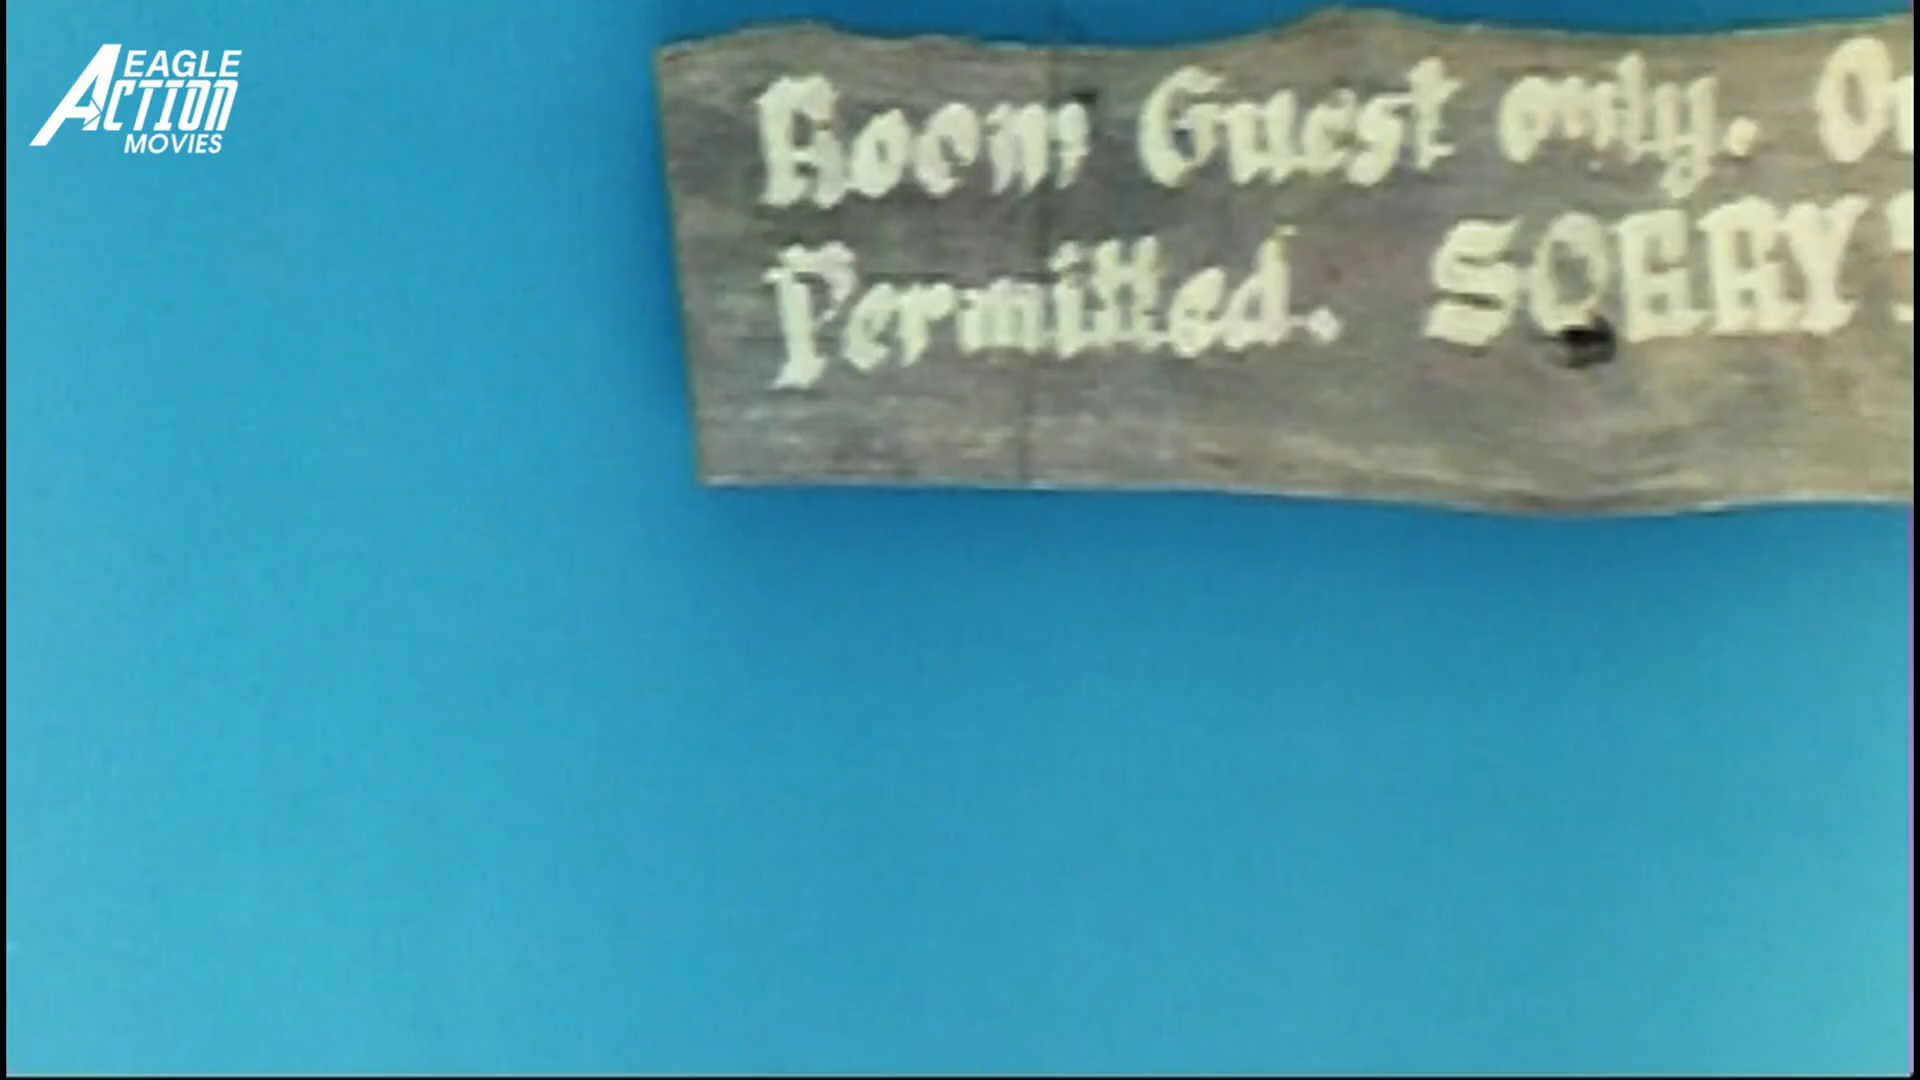 EAGLE
ACTION
MOVIES
Room Guest only.
Permitted. SORRY